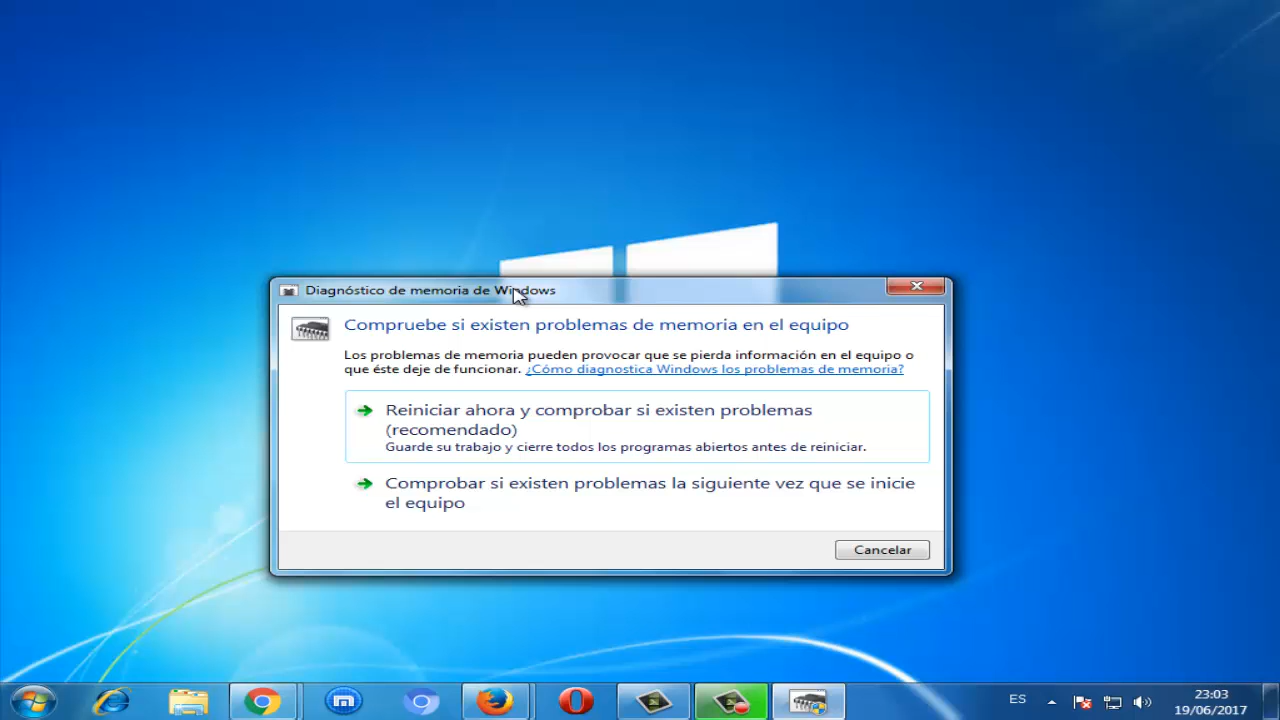 Diagnóstico de memoria de Windows
Compruebe si existen problemas de memoria en el equipo
Los problemas de memoria pueden provocar que se pierda información en el equipo o
que éste deje de funcionar. ¿Cómo diagnostica Windows los problemas de memoria?
Reiniciar ahora y comprobar si existen problemas
(recomendado)
Guarde su trabajo y cierre todos los programas abiertos antes de reiniciar.
Comprobar si existen problemas la siguiente vez que se inicie
el equipo
Cancelar
ES
23:03
19/06/2017